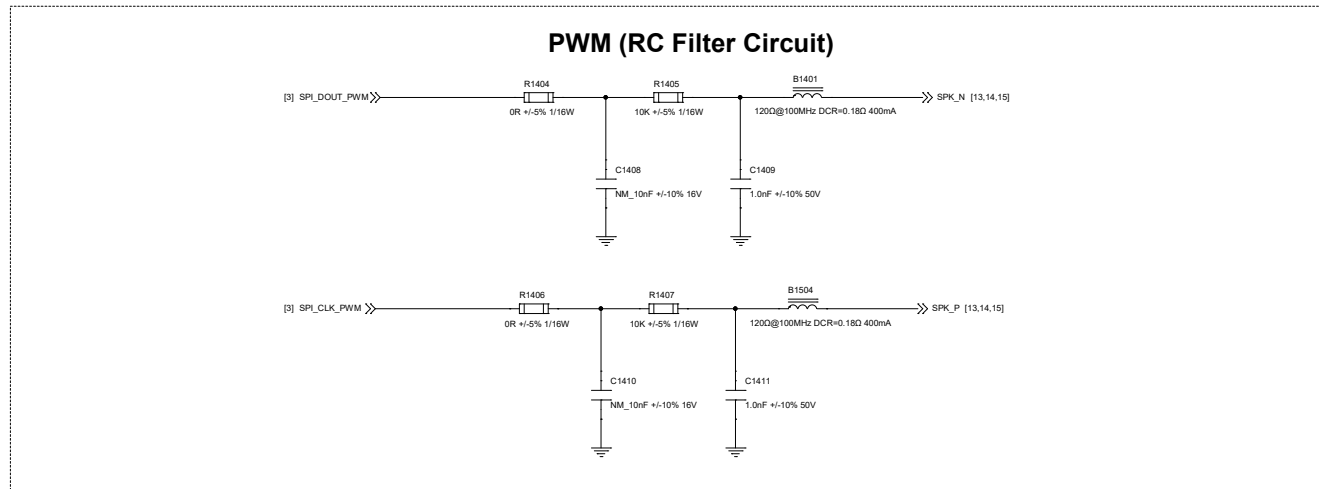 PWM (RC Filter Circuit)
R1404
R1405
B1401
[3] SPI_DOUT_PWM
SPK_N [13,14,15]
0R +/-5% 1/16W
10K +/-5% 1/16W
120Ω@100MHz DCR=0.18Ω 400mA
C1408
C1409
NM_10nF +/-10% 16V
1.0nF +/-10% 50V
R1406
R1407
B1504
[3] SPI_CLK_PWM
SPK_P [13,14,15]
0R +/-5% 1/16W
10K +/-5% 1/16W
120Ω@100MHz DCR=0.18Ω 400mA
C1410
C1411
NM_10nF +/-10% 16V
1.0nF +/-10% 50V